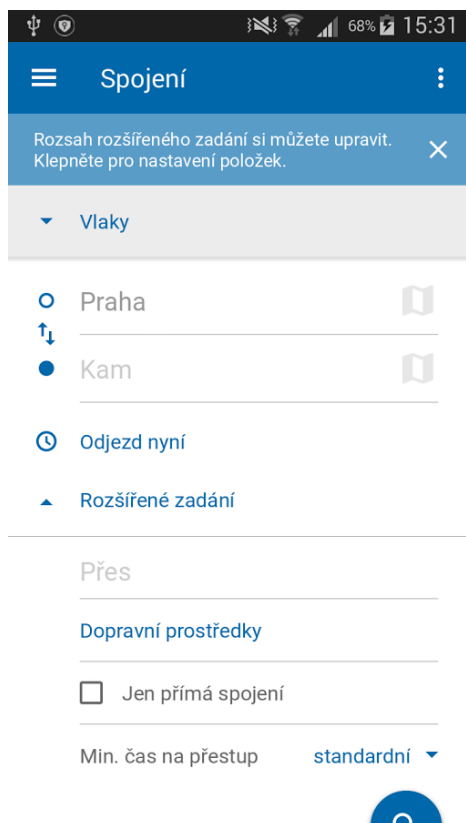 68% 15:31
Spojení
Rozsah rozšířeného zadání si můžete upravit.
Klepněte pro nastavení položek.
Vlaky
Praha
Kam
Odjezd nyní
Rozšířené zadání
Přes
Dopravní prostředky
Jen přímá spojení
Min. čas na přestup standardní